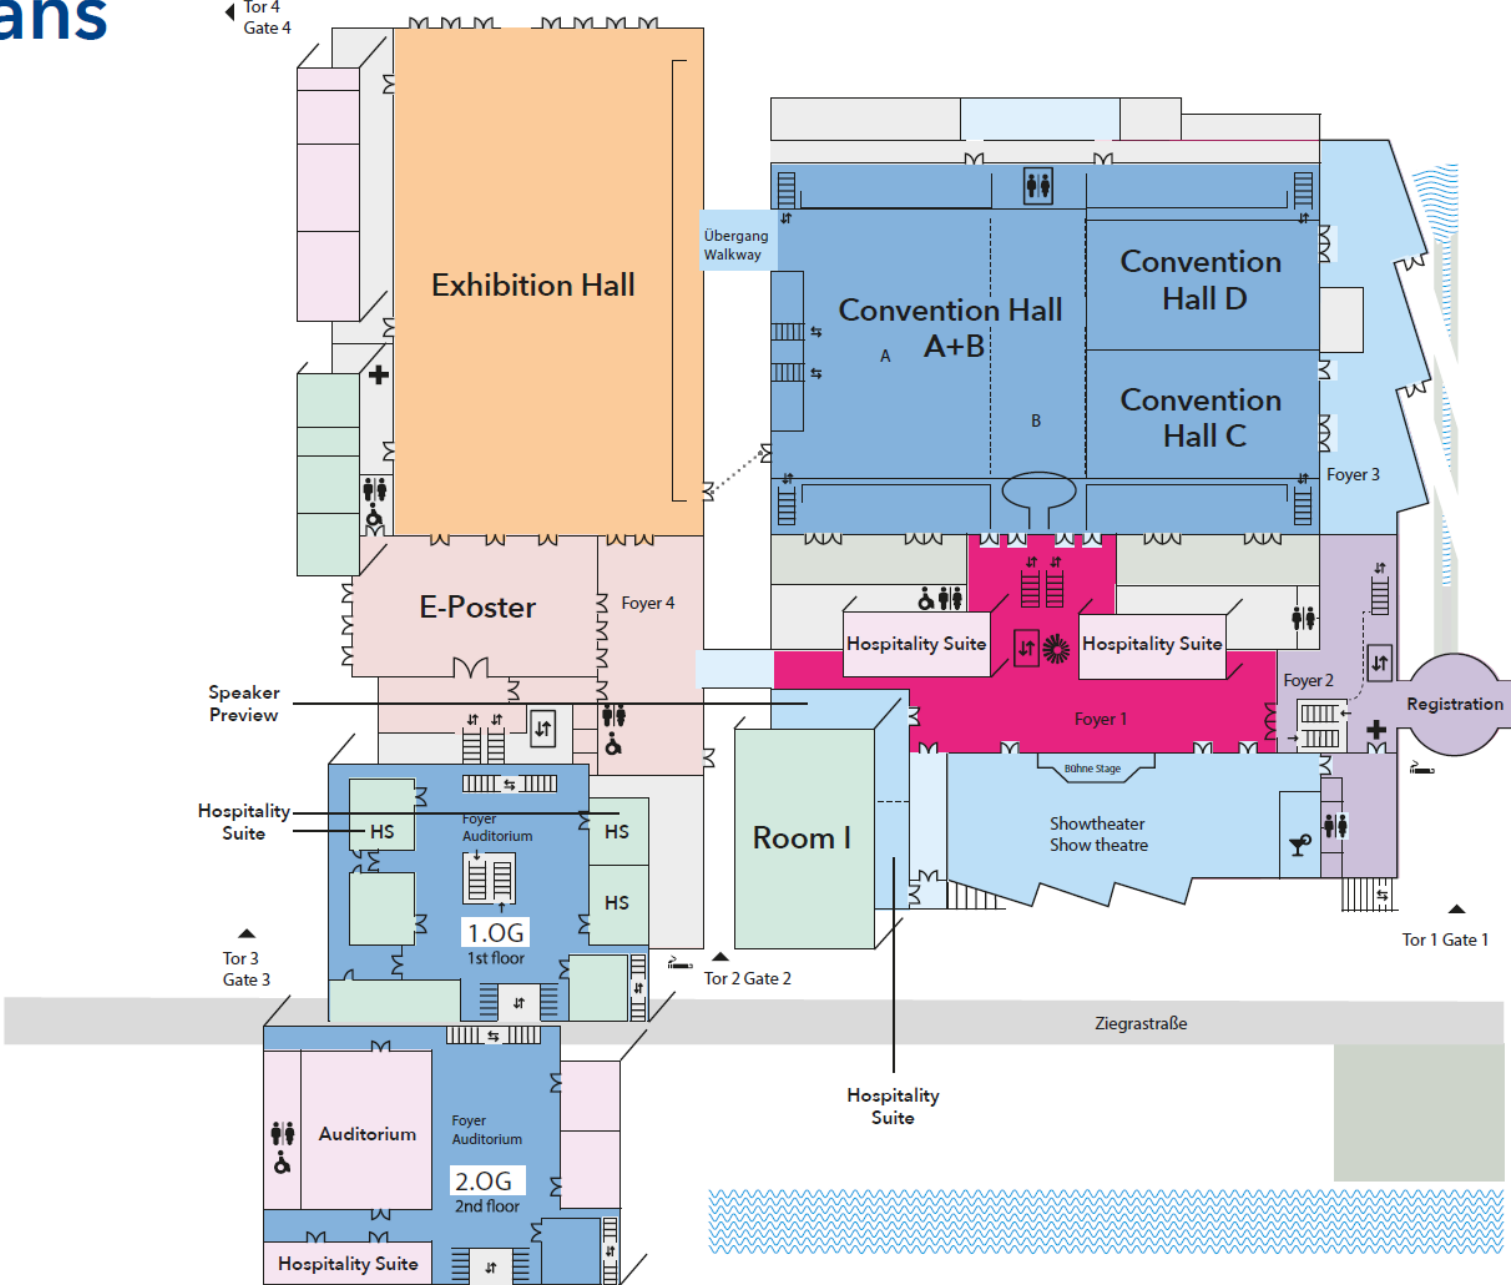 ans
Tor 4
Gate 4
Exhibition Hall
Übergang
Walkway
Convention Hall
A+B
A
B
Convention
Hall D
Convention
Hall C
Foyer 3
E-Poster
Foyer 4
Hospitality Suite
Hospitality Suite
Foyer 2
Registration
Speaker
Preview
Foyer 1
Bühne Stage
Hospitality
Suite
HS
Foyer
Auditorium
HS
HS
Room I
Showtheater
Show theatre
1.OG
1st floor
Tor 3
Gate 3
Tor 2 Gate 2
Tor 1 Gate 1
Ziegrastraße
Hospitality
Suite
Auditorium
Foyer
Auditorium
2.OG
2nd floor
Hospitality Suite